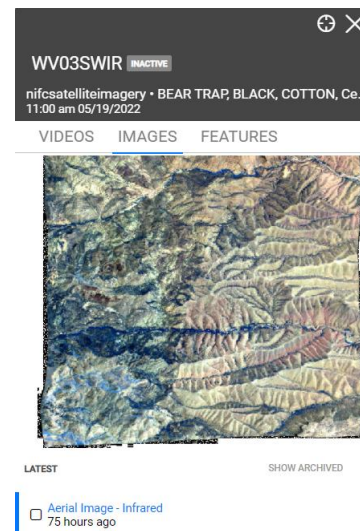 WV03SWIR INACTIVE
nifcsatelliteimagery • BEAR TRAP, BLACK, COTTON, Ce.
11:00 am 05/19/2022
VIDEOS IMAGES FEATURES
LATEST SHOW ARCHIVED
Aerial Image - Infrared
75 hours ago